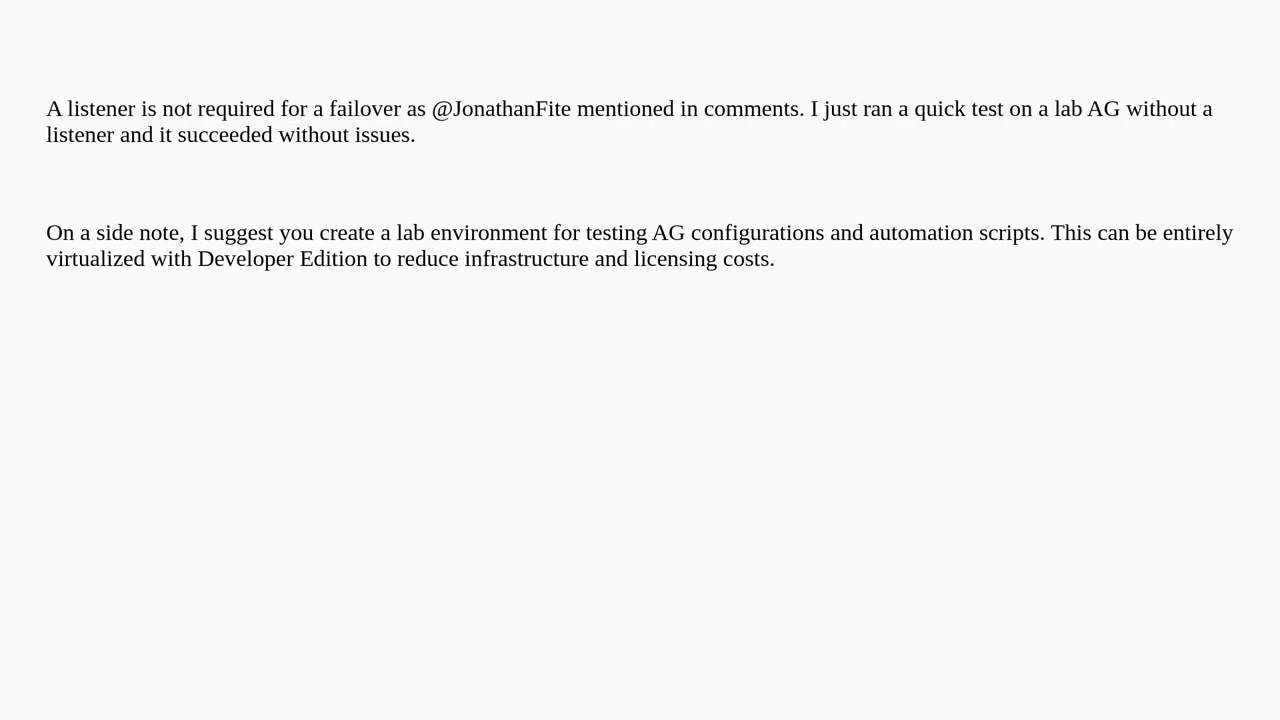 A listener is not required for a failover as @JonathanFite mentioned in comments. I just ran a quick test on a lab AG without a
listener and it succeeded without issues.
On a side note, I suggest you create a lab environment for testing AG configurations and automation scripts. This can be entirely
virtualized with Developer Edition to reduce infrastructure and licensing costs.